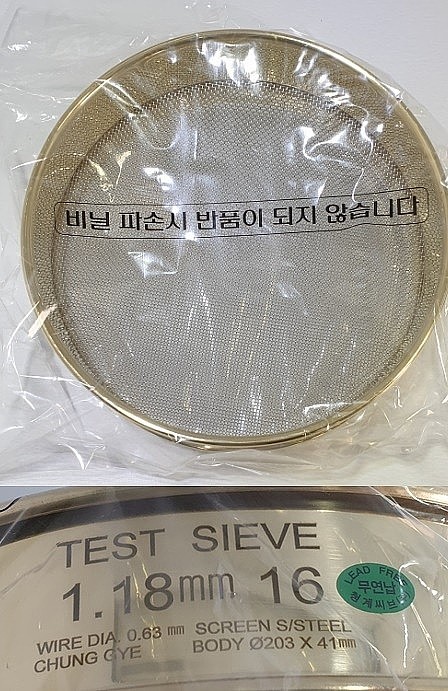 비닐 파손시 반품이 되지 않습니다
TEST SIEVE
1.18mm 16
LEAD FREE
무연납
청계씨브
WIRE DIA. 0.63 mm SCREEN S/STEEL
CHUNG GYE BODY Ø203 X 41mm